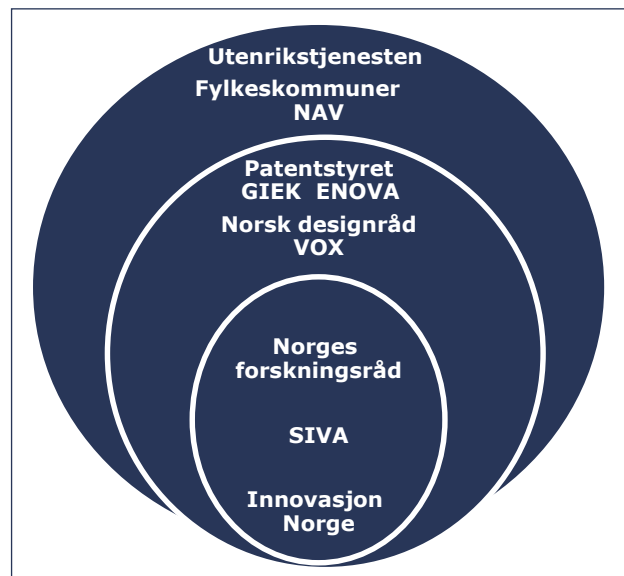 Utenrikstjenesten
Fylkeskommuner
NAV
Patentstyret
GIEK ENOVA
Norsk designråd
VOX
Norges
forskningsråd
SIVA
Innovasjon
Norge